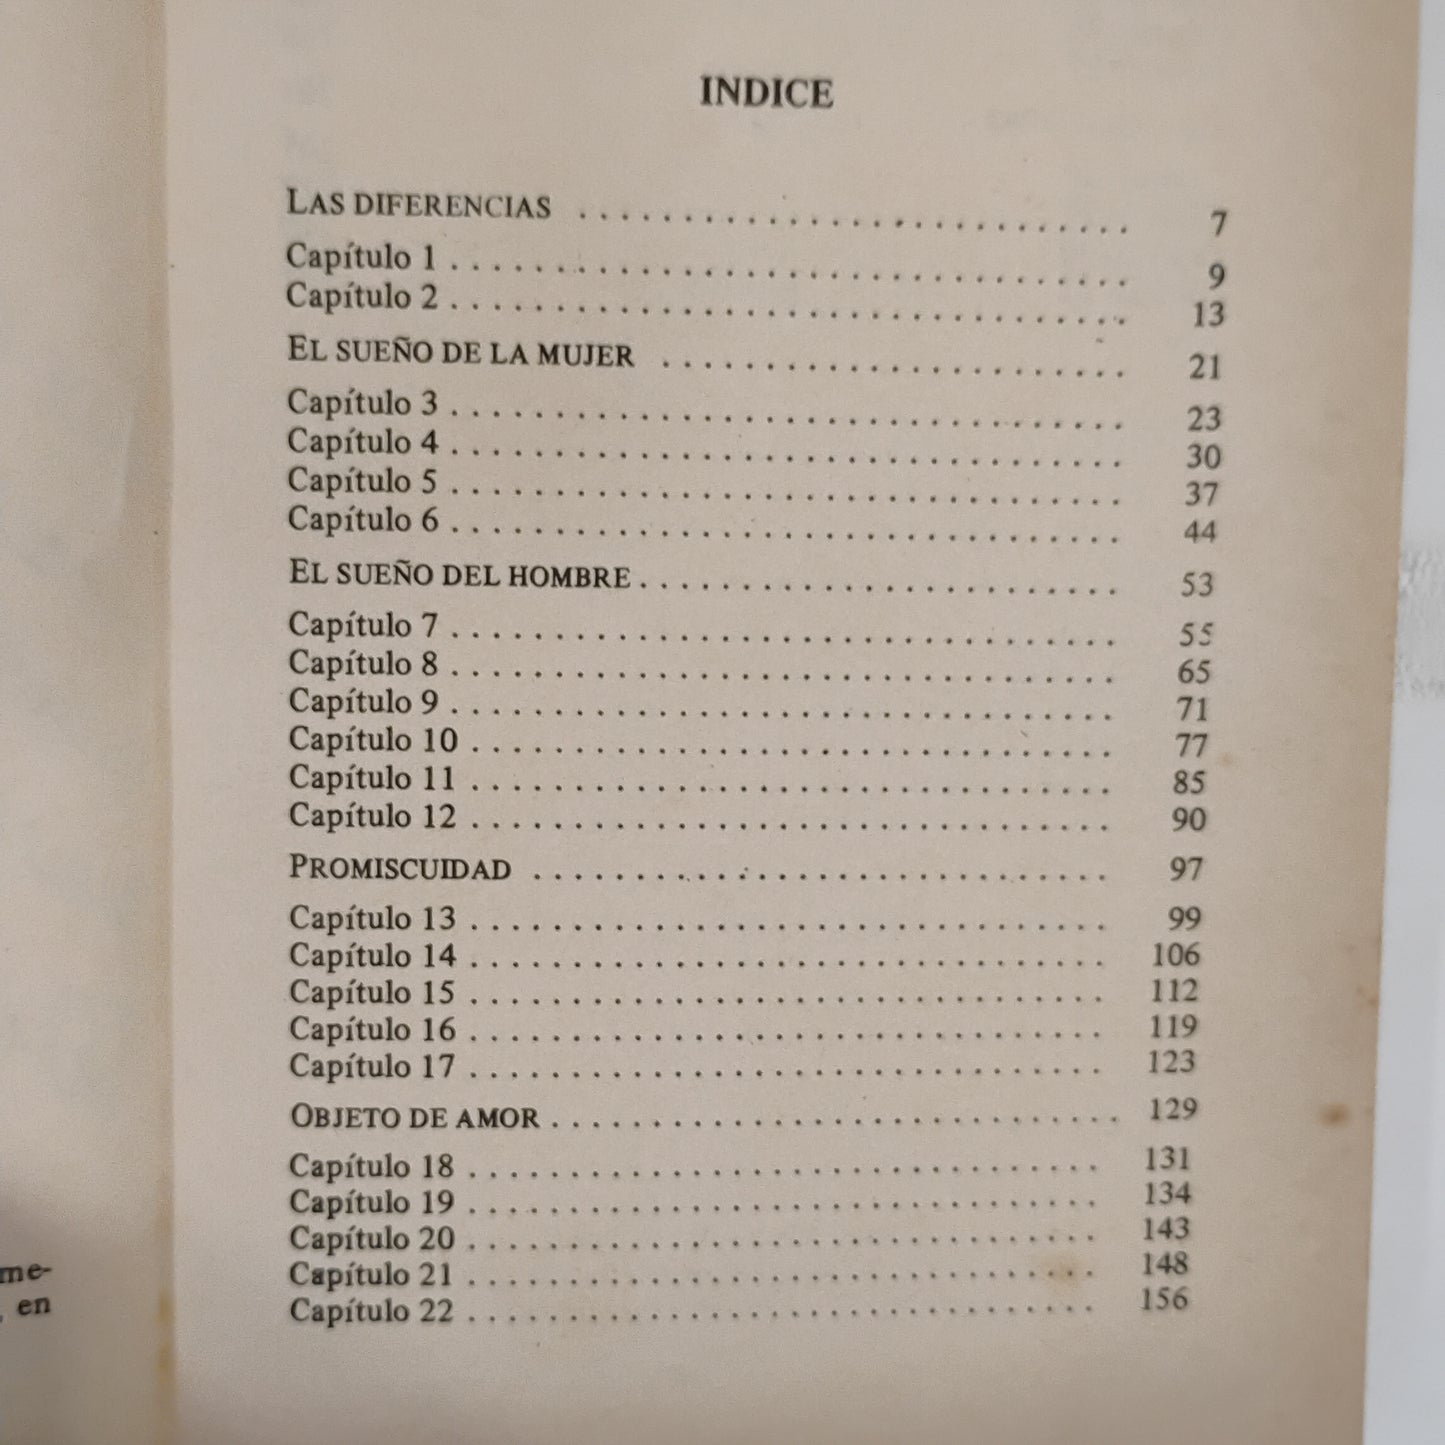 INDICE
LAS DIFERENCIAS . . . . . . . . . . . . . . . . . . . . . . . . . . . 7
Capítulo 1 . . . . . . . . . . . . . . . . . . . . . . . . . . . . . . . . . 9
Capítulo 2 . . . . . . . . . . . . . . . . . . . . . . . . . . . . . . . . . 13
EL SUEÑO DE LA MUJER . . . . . . . . . . . . . . . . . . . . . . . 21
Capítulo 3 . . . . . . . . . . . . . . . . . . . . . . . . . . . . . . . . . 23
Capítulo 4 . . . . . . . . . . . . . . . . . . . . . . . . . . . . . . . . . 30
Capítulo 5 . . . . . . . . . . . . . . . . . . . . . . . . . . . . . . . . . 37
Capítulo 6 . . . . . . . . . . . . . . . . . . . . . . . . . . . . . . . . . 44
EL SUEÑO DEL HOMBRE . . . . . . . . . . . . . . . . . . . . . . . 53
Capítulo 7 . . . . . . . . . . . . . . . . . . . . . . . . . . . . . . . . . 55
Capítulo 8 . . . . . . . . . . . . . . . . . . . . . . . . . . . . . . . . . 65
Capítulo 9 . . . . . . . . . . . . . . . . . . . . . . . . . . . . . . . . . 71
Capítulo 10 . . . . . . . . . . . . . . . . . . . . . . . . . . . . . . . . 77
Capítulo 11 . . . . . . . . . . . . . . . . . . . . . . . . . . . . . . . . 85
Capítulo 12 . . . . . . . . . . . . . . . . . . . . . . . . . . . . . . . . 90
PROMISCUIDAD . . . . . . . . . . . . . . . . . . . . . . . . . . . . 97
Capítulo 13 . . . . . . . . . . . . . . . . . . . . . . . . . . . . . . . . 99
Capítulo 14 . . . . . . . . . . . . . . . . . . . . . . . . . . . . . . . . 106
Capítulo 15 . . . . . . . . . . . . . . . . . . . . . . . . . . . . . . . . 112
Capítulo 16 . . . . . . . . . . . . . . . . . . . . . . . . . . . . . . . . 119
Capítulo 17 . . . . . . . . . . . . . . . . . . . . . . . . . . . . . . . . 123
OBJETO DE AMOR . . . . . . . . . . . . . . . . . . . . . . . . . . . . 129
Capítulo 18 . . . . . . . . . . . . . . . . . . . . . . . . . . . . . . . . 131
Capítulo 19 . . . . . . . . . . . . . . . . . . . . . . . . . . . . . . . . 134
Capítulo 20 . . . . . . . . . . . . . . . . . . . . . . . . . . . . . . . . 143
Capítulo 21 . . . . . . . . . . . . . . . . . . . . . . . . . . . . . . . . 148
Capítulo 22 . . . . . . . . . . . . . . . . . . . . . . . . . . . . . . . . 156
me-
, en